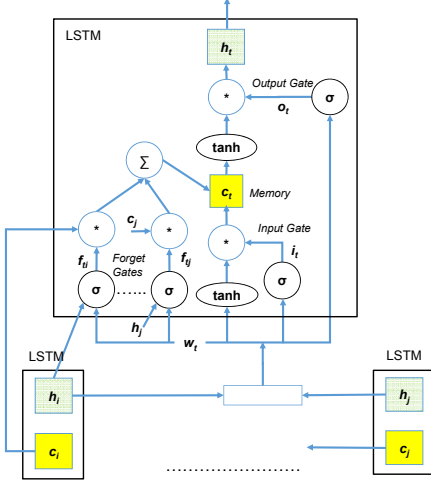 LSTM
h_t
Output Gate
* σ
o_t
tanh
Σ
c_t Memory
c_j Input Gate
* * *
f_ti Forget Gates f_tj i_t
σ ...... σ tanh σ
h_j
w_t
LSTM LSTM
h_i h_j
c_i c_j
............................